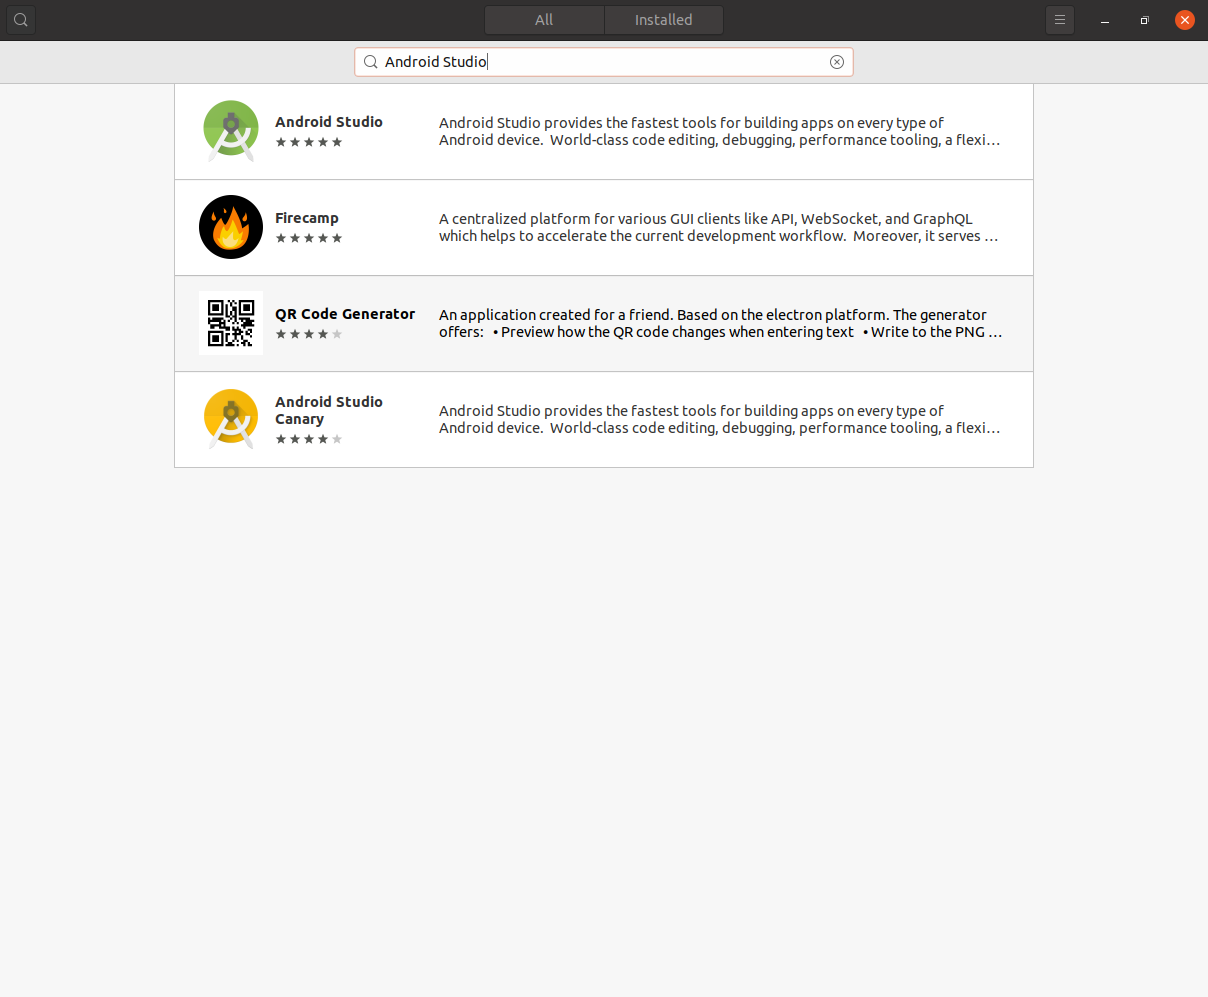 All
Installed
Android Studio
Android Studio
Android Studio provides the fastest tools for building apps on every type of
Android device.  World-class code editing, debugging, performance tooling, a flexi…
Firecamp
A centralized platform for various GUI clients like API, WebSocket, and GraphQL
which helps to accelerate the current development workflow.  Moreover, it serves …
QR Code Generator
An application created for a friend. Based on the electron platform. The generator
offers:   • Preview how the QR code changes when entering text   • Write to the PNG …
Android Studio
Canary
Android Studio provides the fastest tools for building apps on every type of
Android device.  World-class code editing, debugging, performance tooling, a flexi…